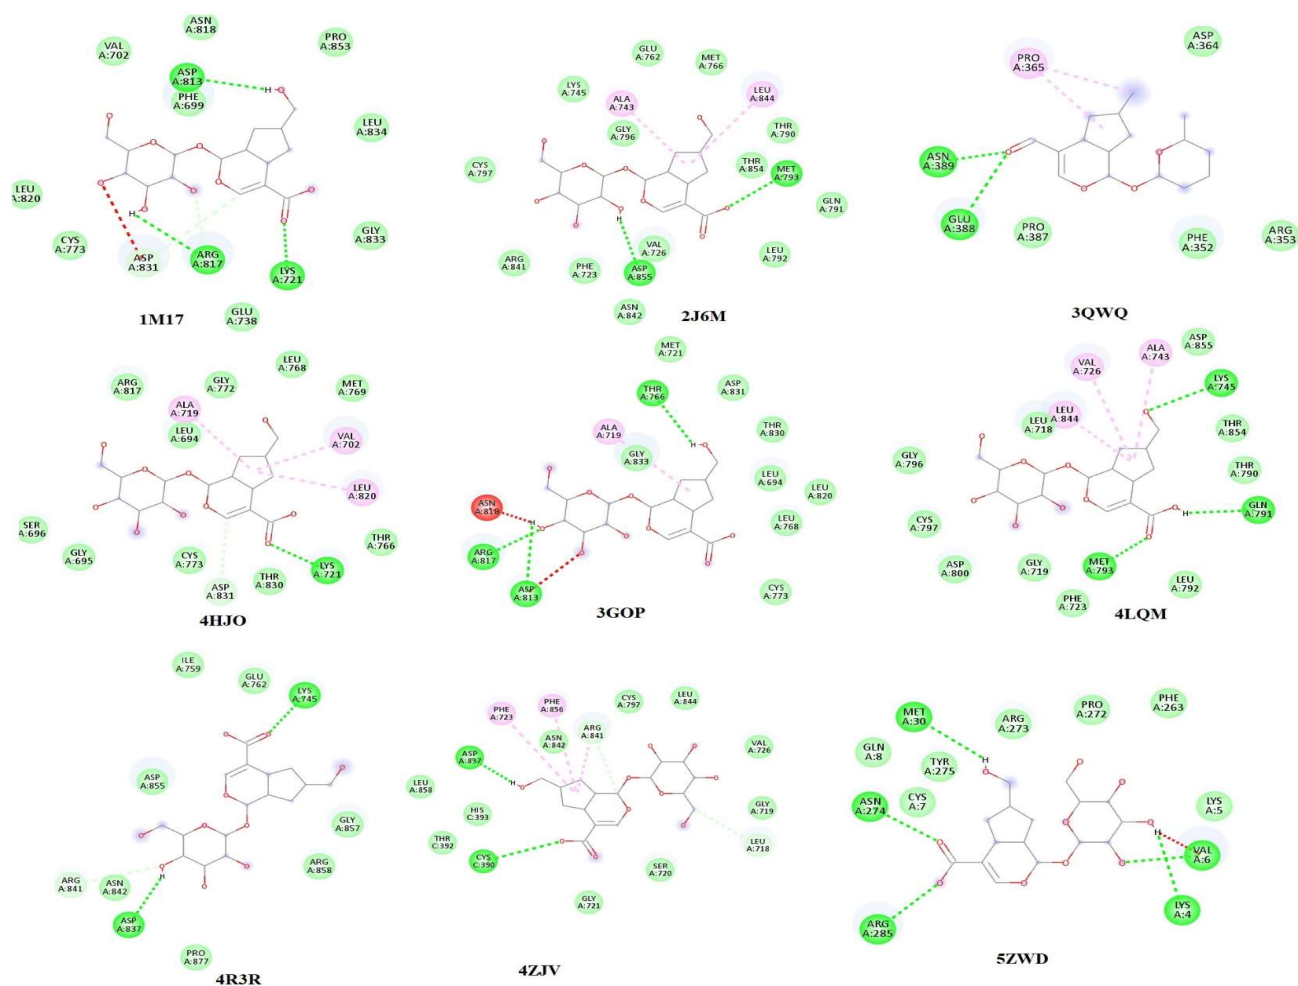 ASN
A:818
VAL
A:702
PRO
A:853
ASP
A:813
PHE
A:699
LEU
A:834
H
LEU
A:820
CYS
A:773
H
ASP
A:831
ARG
A:817
LYS
A:721
GLY
A:833
GLU
A:738
1M17
GLU
A:762
MET
A:766
LYS
A:745
ALA
A:743
LEU
A:844
GLY
A:796
THR
A:790
CYS
A:797
THR
A:854
MET
A:793
GLN
A:791
H
ARG
A:841
PHE
A:723
VAL
A:726
ASP
A:855
LEU
A:792
ASN
A:842
2J6M
ASP
A:364
PRO
A:365
ASN
A:389
GLU
A:388
PRO
A:387
PHE
A:352
ARG
A:353
3QWQ
LEU
A:768
ARG
A:817
GLY
A:772
MET
A:769
ALA
A:719
LEU
A:694
VAL
A:702
LEU
A:820
SER
A:696
GLY
A:695
CYS
A:773
THR
A:766
LYS
A:721
ASP
A:831
THR
A:830
4HJO
MET
A:721
THR
A:766
ASP
A:831
ALA
A:719
H
THR
A:830
GLY
A:833
LEU
A:694
LEU
A:820
ASN
A:818
H
LEU
A:768
ARG
A:817
ASP
A:813
CYS
A:773
3GOP
ASP
A:855
ALA
A:743
VAL
A:726
LYS
A:745
LEU
A:718
LEU
A:844
THR
A:854
GLY
A:796
THR
A:790
GLN
A:791
H
CYS
A:797
MET
A:793
ASP
A:800
GLY
A:719
PHE
A:723
LEU
A:792
4LQM
ILE
A:759
GLU
A:762
LYS
A:745
ASP
A:855
GLY
A:857
ARG
A:858
ARG
A:841
ASN
A:842
H
ASP
A:837
PRO
A:877
4R3R
PHE
A:723
PHE
A:856
CYS
A:797
LEU
A:844
ARG
A:841
ASN
A:842
ASP
A:837
VAL
A:726
LEU
A:858
H
HIS
C:393
GLY
A:719
THR
C:392
LEU
A:718
CYS
C:390
SER
A:720
GLY
A:721
4ZJV
MET
A:30
ARG
A:273
PRO
A:272
PHE
A:263
GLN
A:8
TYR
A:275
H
CYS
A:7
ASN
A:274
LYS
A:5
H
VAL
A:6
LYS
A:4
ARG
A:285
5ZWD